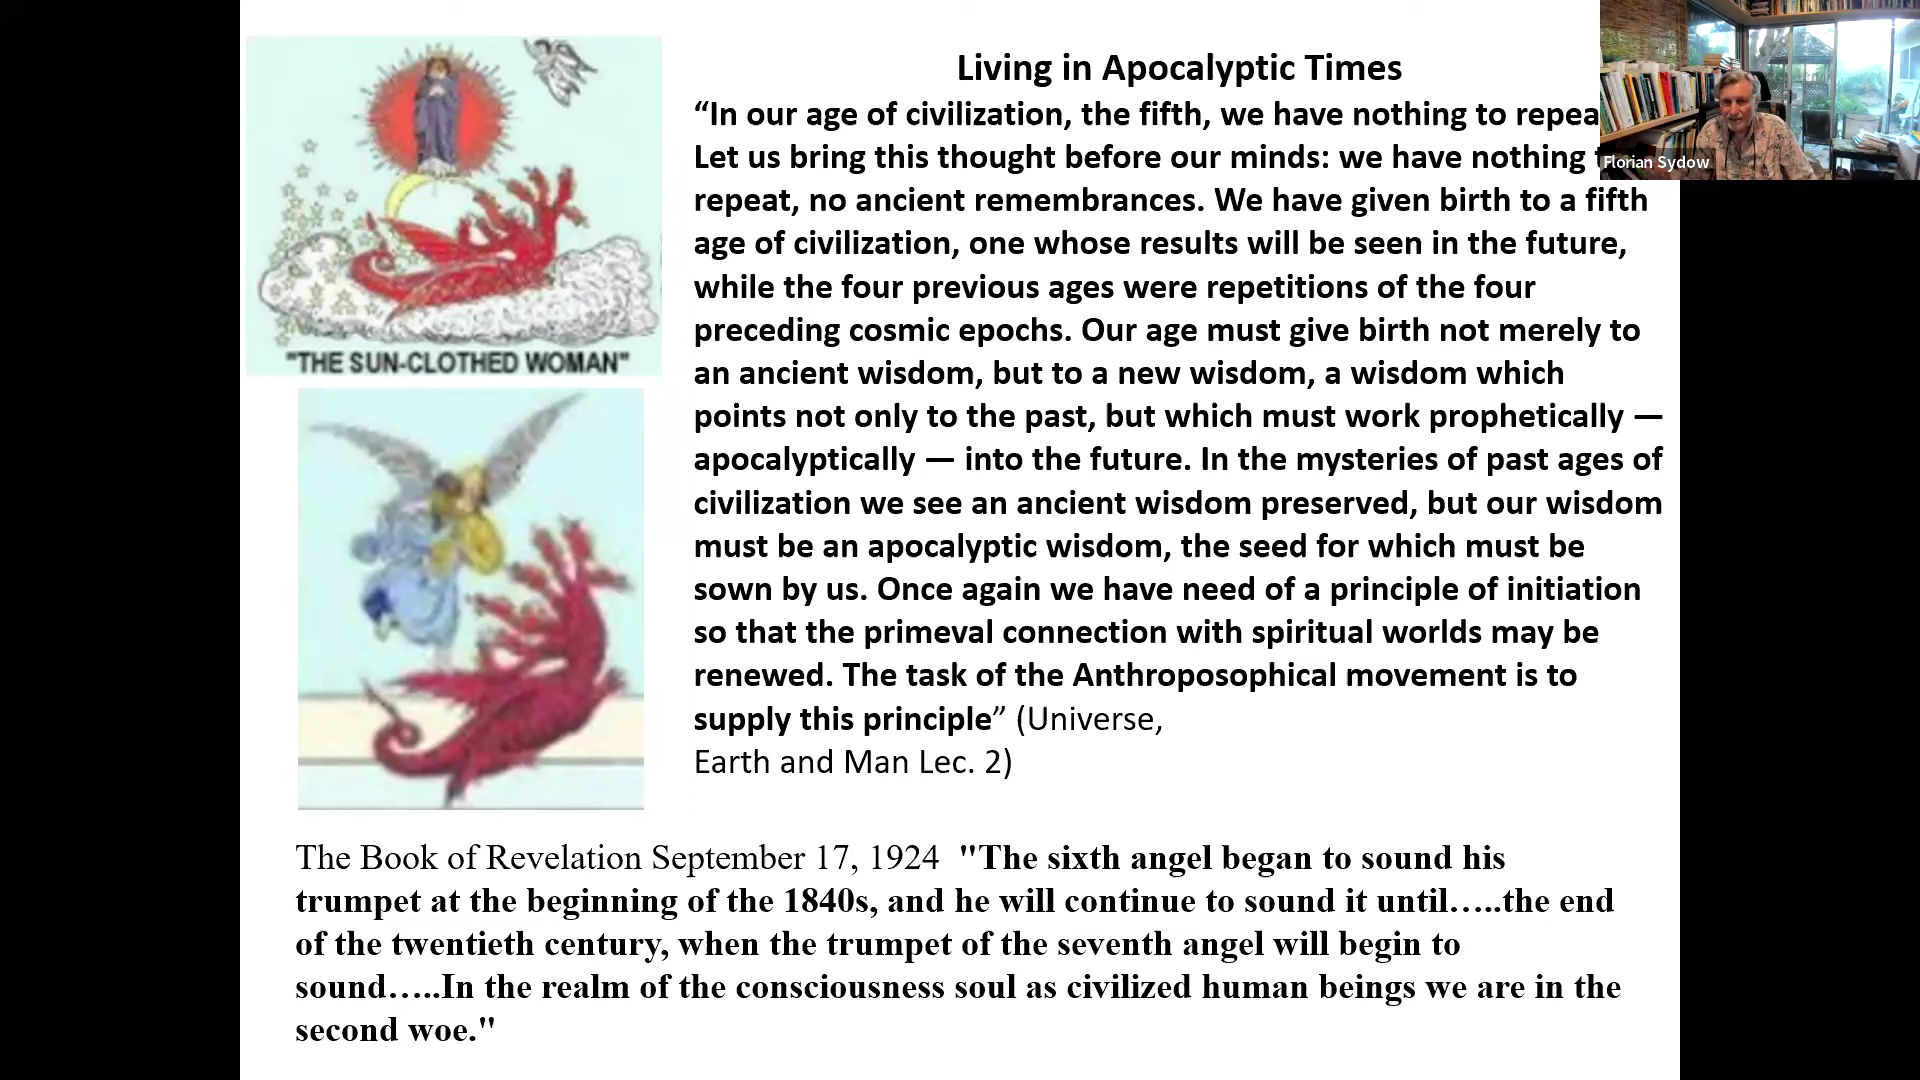 Living in Apocalyptic Times
“In our age of civilization, the fifth, we have nothing to repea
Let us bring this thought before our minds: we have nothing
repeat, no ancient remembrances. We have given birth to a fifth
age of civilization, one whose results will be seen in the future,
while the four previous ages were repetitions of the four
preceding cosmic epochs. Our age must give birth not merely to
an ancient wisdom, but to a new wisdom, a wisdom which
points not only to the past, but which must work prophetically —
apocalyptically — into the future. In the mysteries of past ages of
civilization we see an ancient wisdom preserved, but our wisdom
must be an apocalyptic wisdom, the seed for which must be
sown by us. Once again we have need of a principle of initiation
so that the primeval connection with spiritual worlds may be
renewed. The task of the Anthroposophical movement is to
supply this principle” (Universe,
Earth and Man Lec. 2)
"THE SUN-CLOTHED WOMAN"
Florian Sydow
The Book of Revelation September 17, 1924 "The sixth angel began to sound his
trumpet at the beginning of the 1840s, and he will continue to sound it until…..the end
of the twentieth century, when the trumpet of the seventh angel will begin to
sound…..In the realm of the consciousness soul as civilized human beings we are in the
second woe."